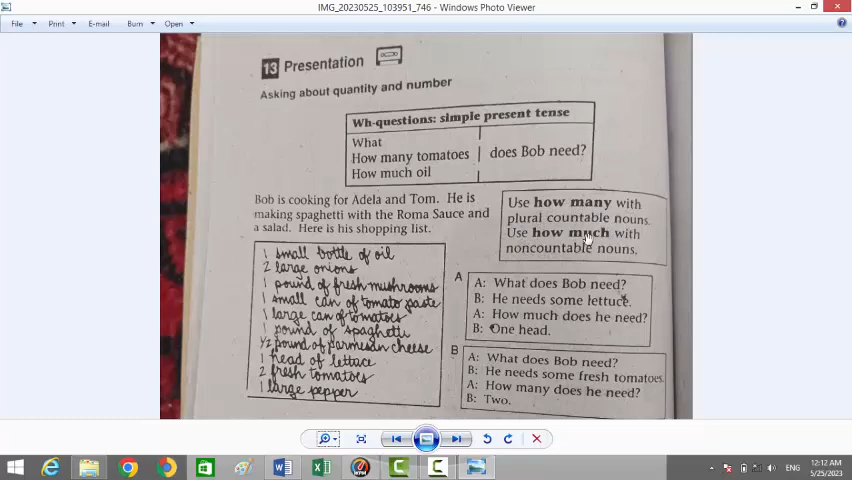 IMG_20230525_103951_746 - Windows Photo Viewer
File Print E-mail Burn Open
13 Presentation
Asking about quantity and number
Wh-questions: simple present tense
What
How many tomatoes does Bob need?
How much oil
Bob is cooking for Adela and Tom. He is
making spaghetti with the Roma Sauce and
a salad. Here is his shopping list.
1 small bottle of oil
2 large onions
1 pound of fresh mushrooms
1 small can of tomato paste
1 large can of tomatoes
1 pound of spaghetti
1/2 pound of parmesan cheese
1 head of lettace
2 fresh tomatoes
1 large pepper
Use how many with
plural countable nouns.
Use how much with
noncountable nouns.
A
A: What does Bob need?
B: He needs some lettuce.
A: How much does he need?
B: One head.
B
A: What does Bob need?
B: He needs some fresh tomatoes.
A: How many does he need?
B: Two.
ENG
12:12 AM
5/25/2023